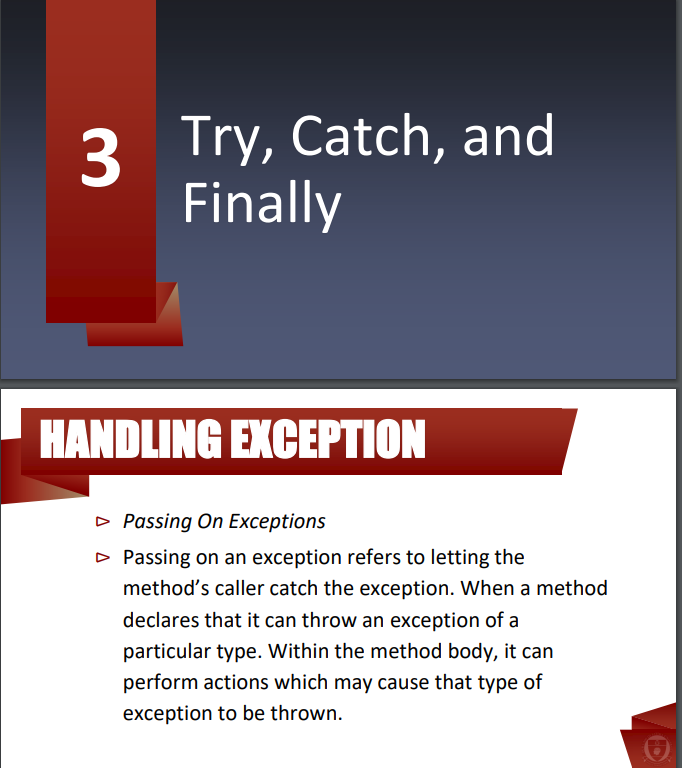 3
Try, Catch, and
Finally
HANDLING EXCEPTION
Passing On Exceptions
Passing on an exception refers to letting the
method’s caller catch the exception. When a method
declares that it can throw an exception of a
particular type. Within the method body, it can
perform actions which may cause that type of
exception to be thrown.